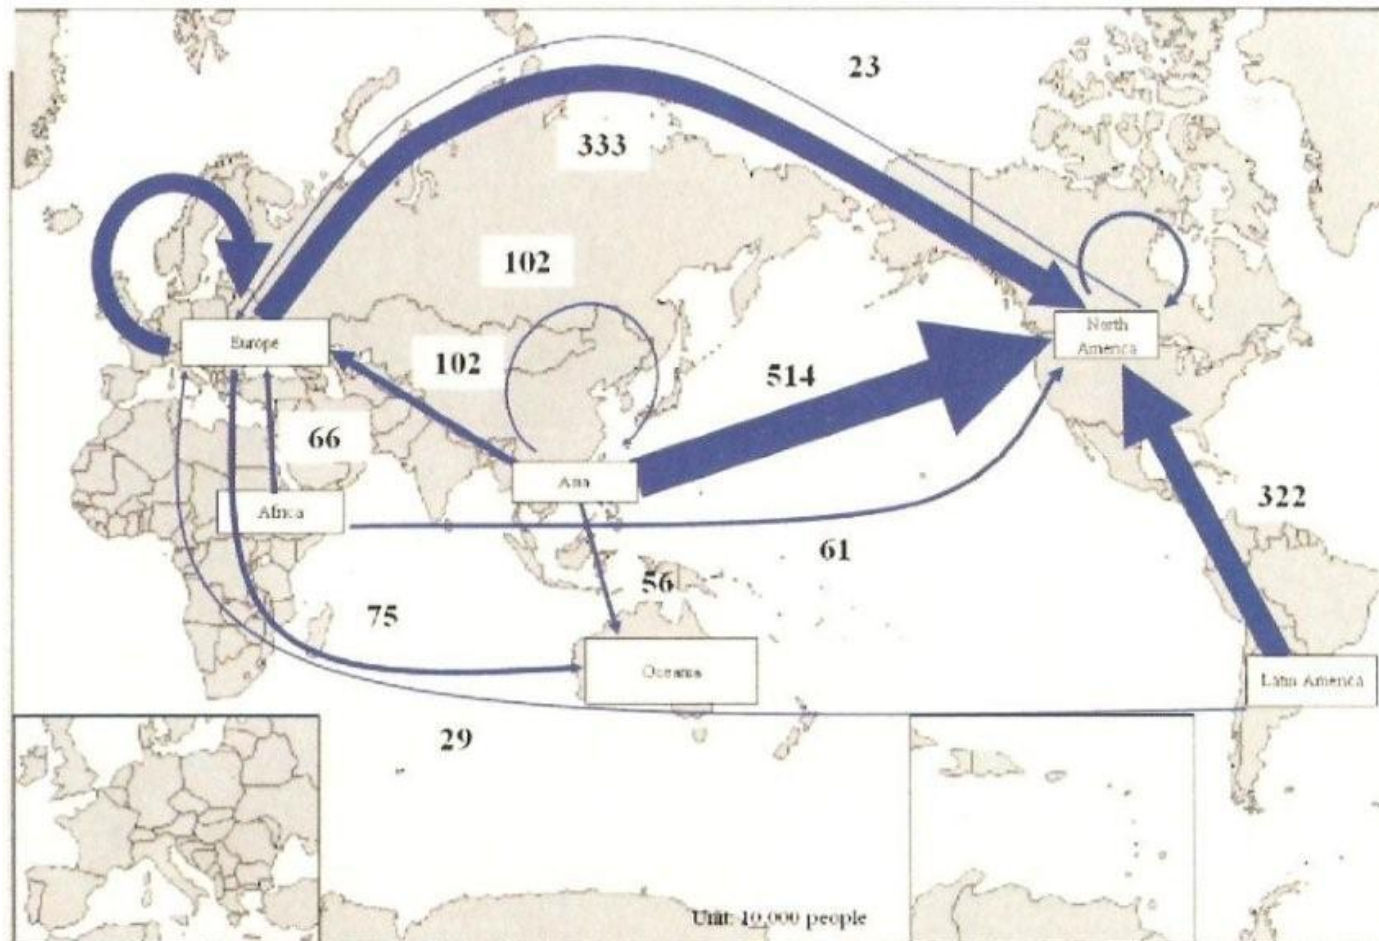 23
333
102
Europe
North
America
102
514
66
Asia
Africa
322
61
56
75
Oceania
Latin America
29
Unit: 10,000 people